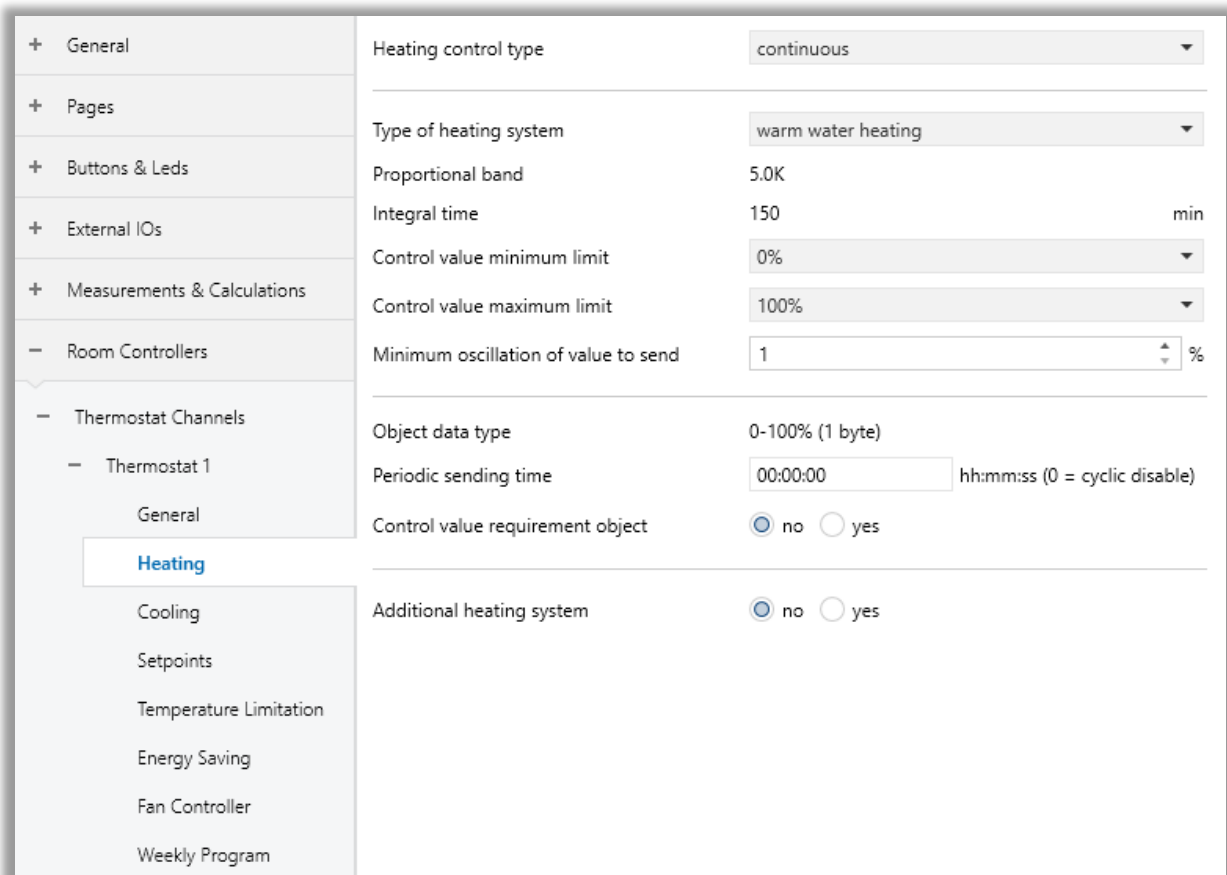 General
Pages
Buttons & Leds
External IOs
Measurements & Calculations
Room Controllers
Thermostat Channels
Thermostat 1
General
Heating
Cooling
Setpoints
Temperature Limitation
Energy Saving
Fan Controller
Weekly Program
Heating control type continuous
Type of heating system warm water heating
Proportional band 5.0K
Integral time 150 min
Control value minimum limit 0%
Control value maximum limit 100%
Minimum oscillation of value to send 1 %
Object data type 0-100% (1 byte)
Periodic sending time 00:00:00 hh:mm:ss (0 = cyclic disable)
Control value requirement object no yes
Additional heating system no yes